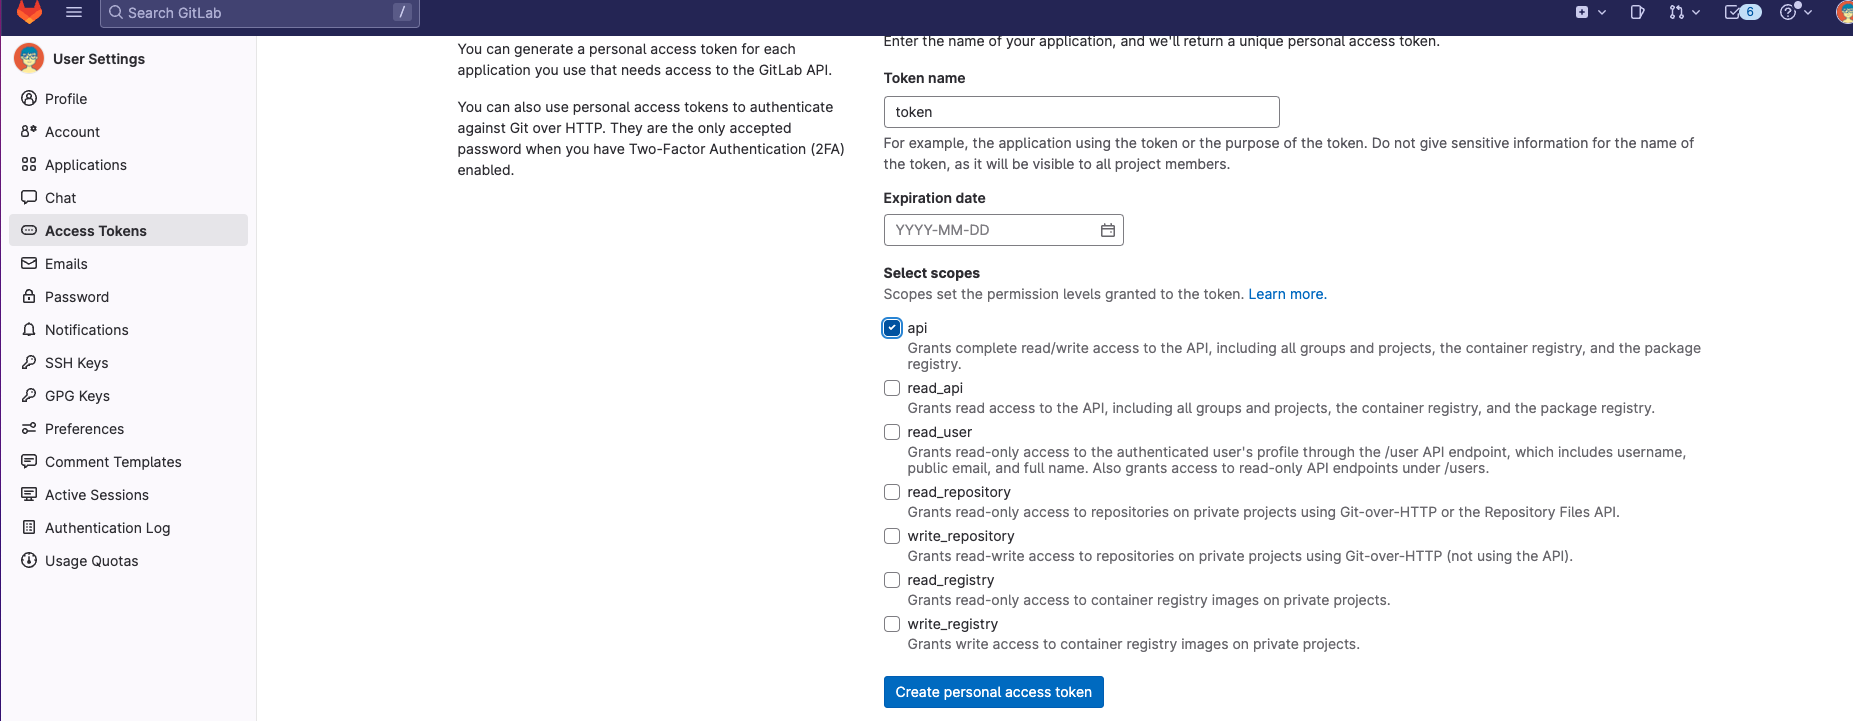 Search GitLab
/
6
User Settings
Profile
Account
Applications
Chat
Access Tokens
Emails
Password
Notifications
SSH Keys
GPG Keys
Preferences
Comment Templates
Active Sessions
Authentication Log
Usage Quotas
You can generate a personal access token for each
application you use that needs access to the GitLab API.
You can also use personal access tokens to authenticate
against Git over HTTP. They are the only accepted
password when you have Two-Factor Authentication (2FA)
enabled.
Enter the name of your application, and we'll return a unique personal access token.
Token name
token
For example, the application using the token or the purpose of the token. Do not give sensitive information for the name of
the token, as it will be visible to all project members.
Expiration date
YYYY-MM-DD
Select scopes
Scopes set the permission levels granted to the token. Learn more.
api
Grants complete read/write access to the API, including all groups and projects, the container registry, and the package
registry.
read_api
Grants read access to the API, including all groups and projects, the container registry, and the package registry.
read_user
Grants read-only access to the authenticated user's profile through the /user API endpoint, which includes username,
public email, and full name. Also grants access to read-only API endpoints under /users.
read_repository
Grants read-only access to repositories on private projects using Git-over-HTTP or the Repository Files API.
write_repository
Grants read-write access to repositories on private projects using Git-over-HTTP (not using the API).
read_registry
Grants read-only access to container registry images on private projects.
write_registry
Grants write access to container registry images on private projects.
Create personal access token